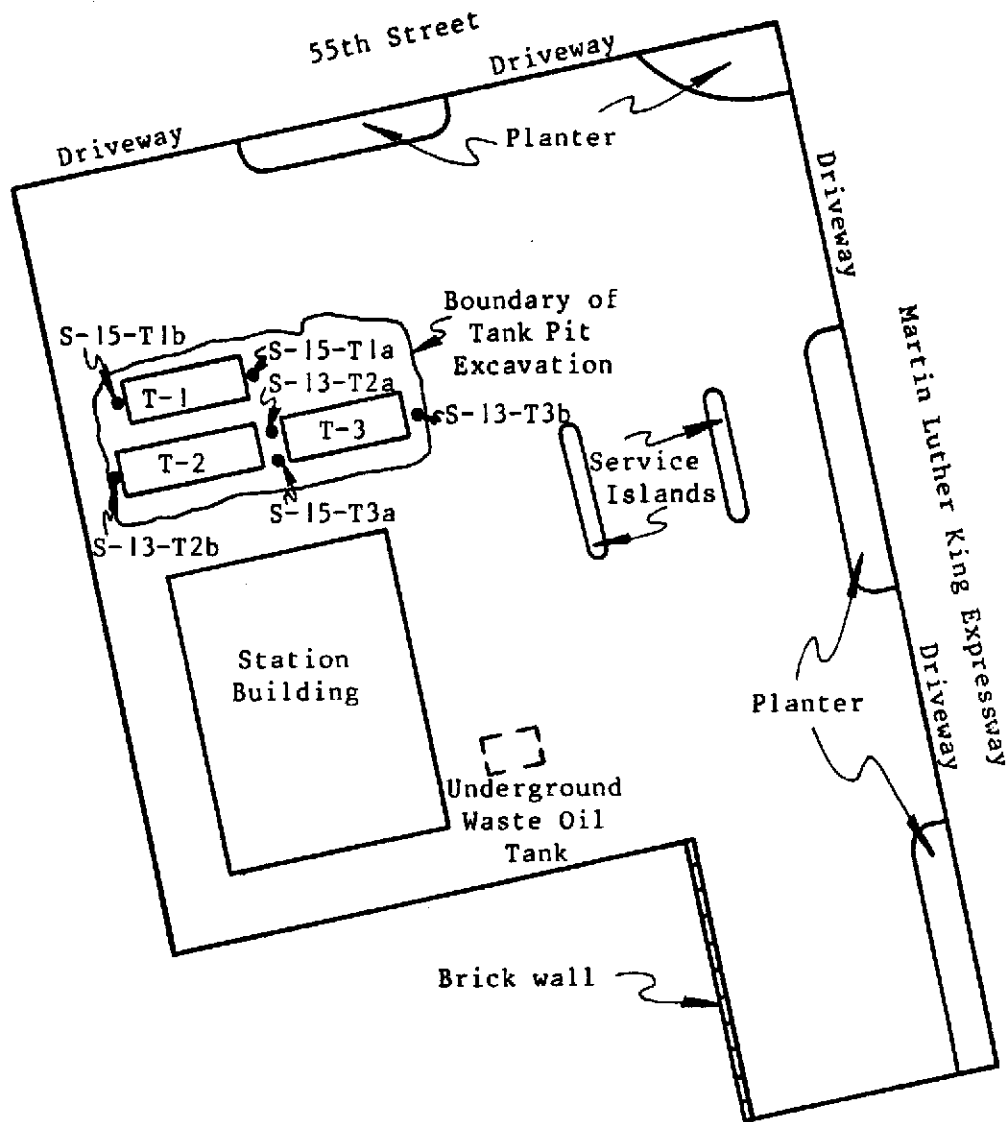 55th Street
Driveway
Driveway
Planter
Driveway
Boundary of
Tank Pit
Excavation
S-15-T1b
S-15-T1a
S-13-T2a
T-1
T-3
S-13-T3b
T-2
S-15-T3a
S-13-T2b
Service
Islands
Martin Luther King Expressway
Station
Building
Planter
Driveway
Underground
Waste Oil
Tank
Brick wall